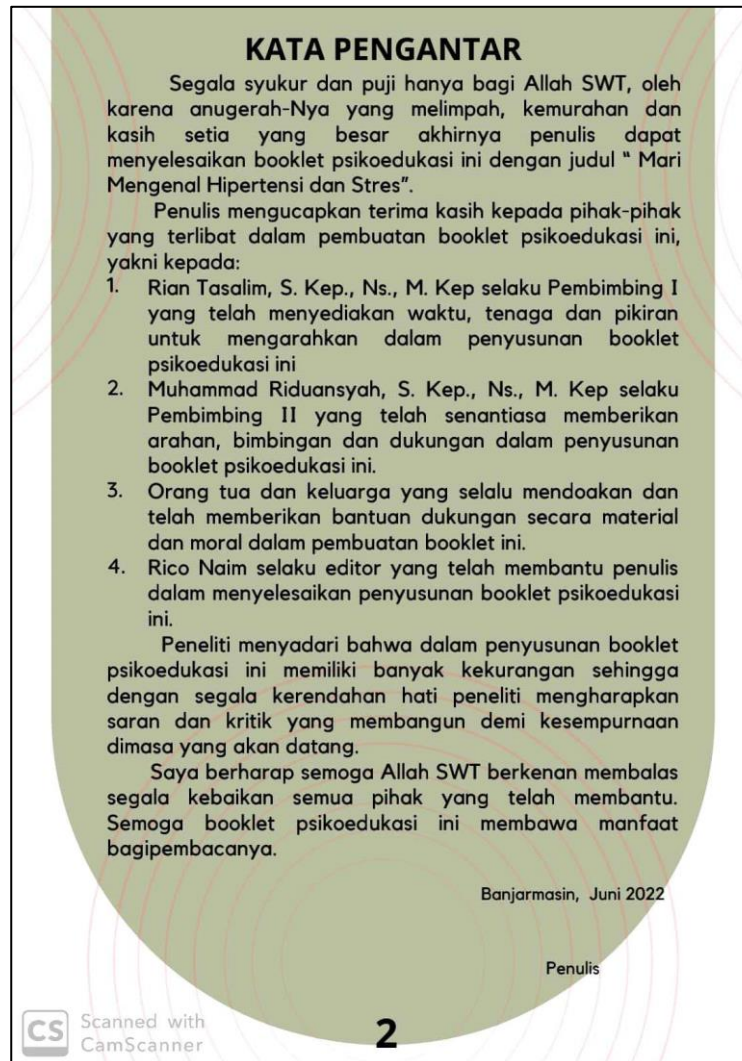 KATA PENGANTAR
Segala syukur dan puji hanya bagi Allah SWT, oleh
karena anugerah-Nya yang melimpah, kemurahan dan
kasih setia yang besar akhirnya penulis dapat
menyelesaikan booklet psikoedukasi ini dengan judul " Mari
Mengenal Hipertensi dan Stres".
Penulis mengucapkan terima kasih kepada pihak-pihak
yang terlibat dalam pembuatan booklet psikoedukasi ini,
yakni kepada:
1. Rian Tasalim, S. Kep., Ns., M. Kep selaku Pembimbing I
yang telah menyediakan waktu, tenaga dan pikiran
untuk mengarahkan dalam penyusunan booklet
psikoedukasi ini
2. Muhammad Riduansyah, S. Kep., Ns., M. Kep selaku
Pembimbing II yang telah senantiasa memberikan
arahan, bimbingan dan dukungan dalam penyusunan
booklet psikoedukasi ini.
3. Orang tua dan keluarga yang selalu mendoakan dan
telah memberikan bantuan dukungan secara material
dan moral dalam pembuatan booklet ini.
4. Rico Naim selaku editor yang telah membantu penulis
dalam menyelesaikan penyusunan booklet psikoedukasi
ini.
Peneliti menyadari bahwa dalam penyusunan booklet
psikoedukasi ini memiliki banyak kekurangan sehingga
dengan segala kerendahan hati peneliti mengharapkan
saran dan kritik yang membangun demi kesempurnaan
dimasa yang akan datang.
Saya berharap semoga Allah SWT berkenan membalas
segala kebaikan semua pihak yang telah membantu.
Semoga booklet psikoedukasi ini membawa manfaat
bagipembacanya.
Banjarmasin, Juni 2022
Penulis
CS Scanned with
CamScanner
2